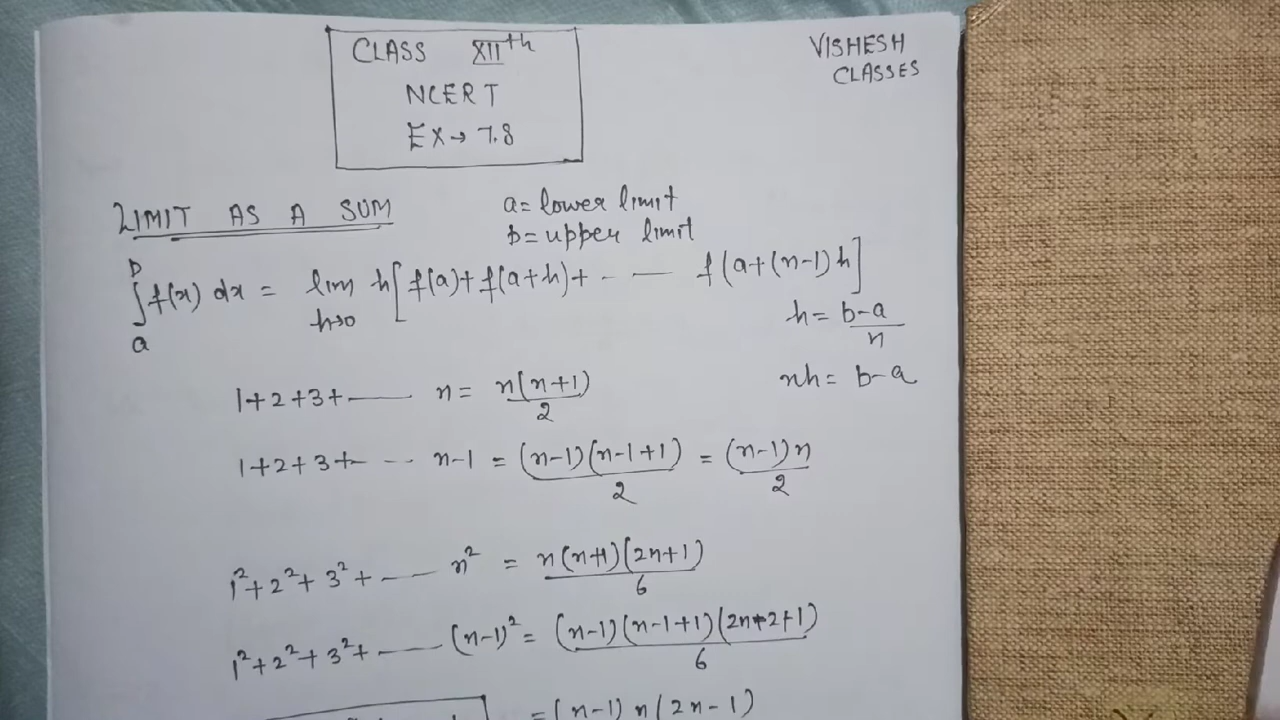 CLASS XIIth
NCERT
EX→ 7.8
VISHESH
CLASSES
LIMIT AS A SUM
a= lower limit
b= upper limit
∫ₐᵇ f(x) dx = lim h→0 h[f(a)+f(a+h)+ - - — f(a+(n-1)h]
h= b-a/n
nh= b-a
1+2+3+—— n= n(n+1)/2
1+2+3+- -- n-1 = (n-1)(n-1+1)/2 = (n-1)n/2
1²+2²+3²+—— n² = n(n+1)(2n+1)/6
1²+2²+3²+—— (n-1)²= (n-1)(n-1+1)(2n-2+1)/6
=(n-1) n(2n-1)